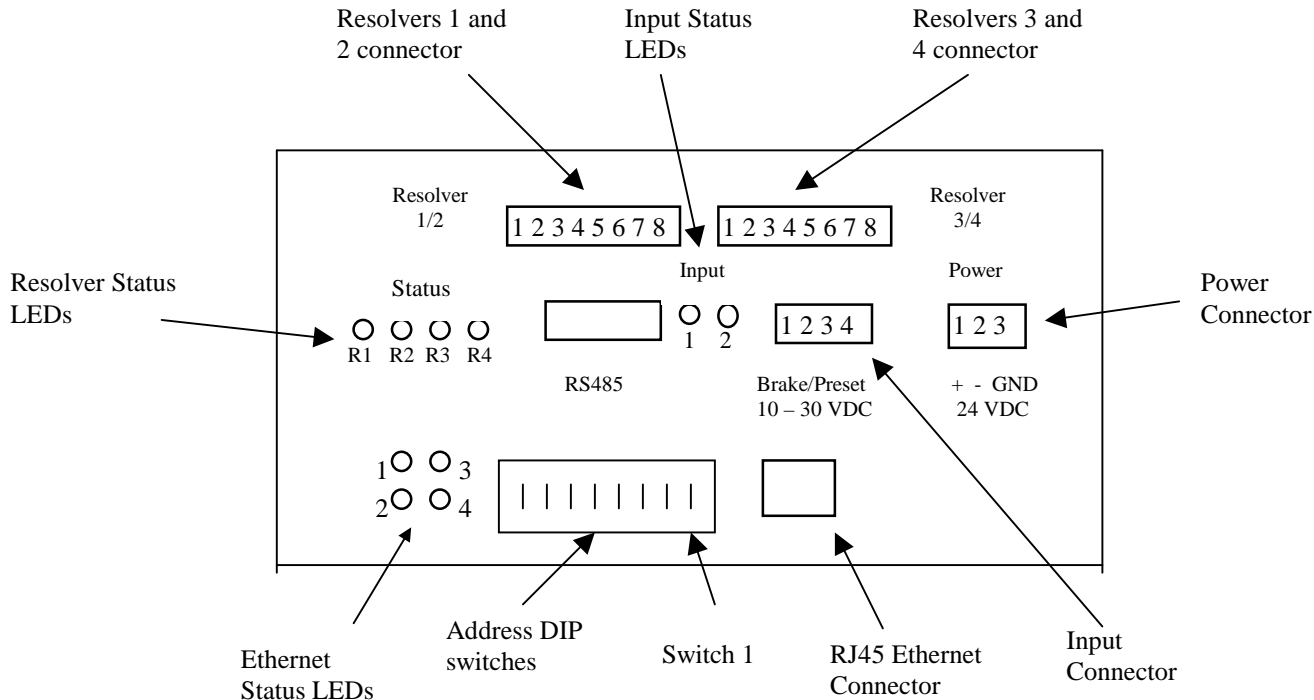 Resolvers 1 and
2 connector
Input Status
LEDs
Resolvers 3 and
4 connector
Resolver
1/2
1 2 3 4 5 6 7 8
1 2 3 4 5 6 7 8
Resolver
3/4
Resolver Status
LEDs
Status
R1 R2 R3 R4
Input
1 2
1 2 3 4
Power
1 2 3
Power
Connector
RS485
Brake/Preset
10 – 30 VDC
+ - GND
24 VDC
1 3
2 4
Ethernet
Status LEDs
Address DIP
switches
Switch 1
RJ45 Ethernet
Connector
Input
Connector